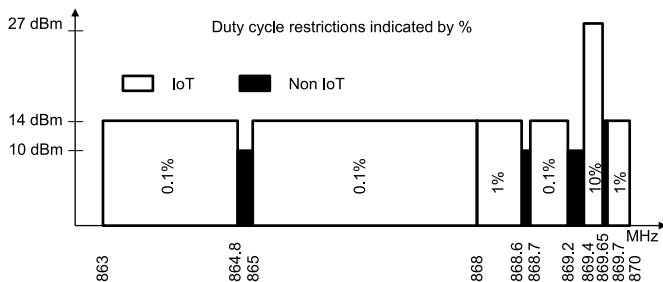 27 dBm
Duty cycle restrictions indicated by %
IoT
Non IoT
14 dBm
10 dBm
0.1%
0.1%
1%
0.1%
10%
1%
MHz
863
864.8
865
868
868.6
868.7
869.2
869.4
869.65
869.7
870